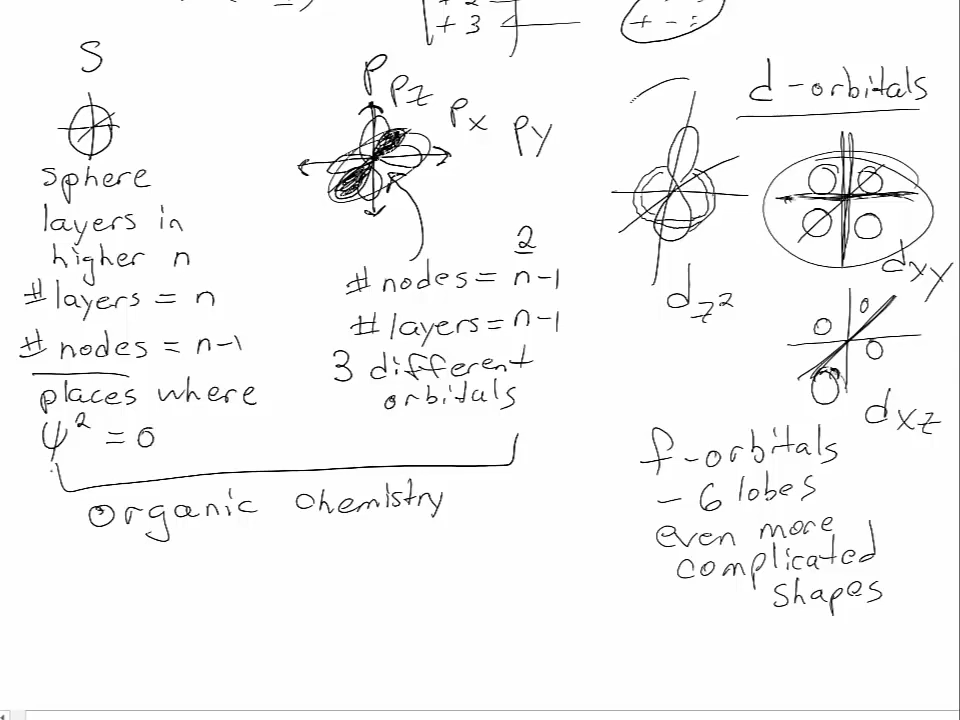 + 3
+ - :
S
sphere
layers in
higher n
# layers = n
# nodes = n-1
places where
ψ² = 0
P
Pz
Px
Py
2
# nodes = n-1
# layers = n-1
3 different
orbitals
organic chemistry
d-orbitals
dz²
dxy
dxz
f-orbitals
- 6 lobes
even more
complicated
shapes